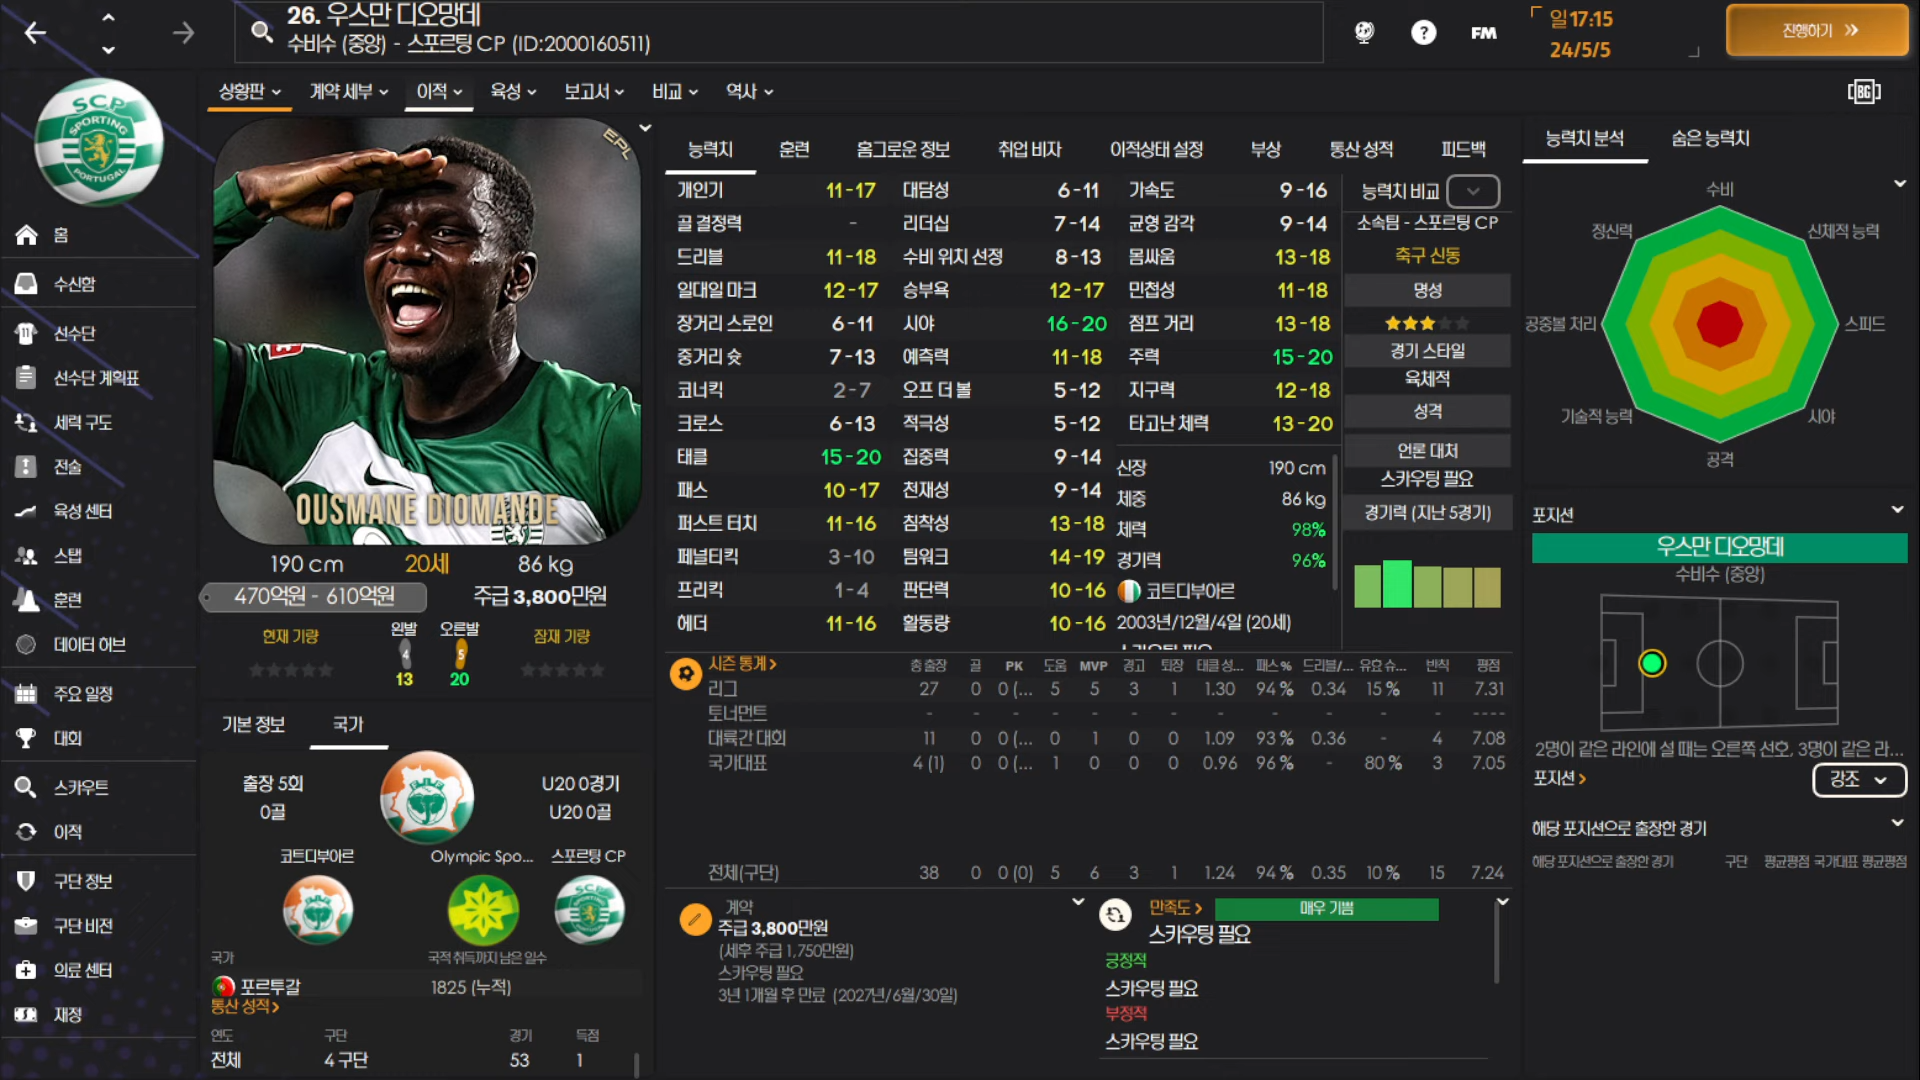 26. 우스만 디오망데
수비수 (중앙) - 스포르팅 CP (ID:2000160511)
?
FM
일 17:15
24/5/5
진행하기
상황판
계약 세부
이적
육성
보고서
비교
역사
BG
SCP
SPORTING
PORTUGAL
홈
수신함
선수단
선수단 계획표
세력 구도
전술
육성 센터
스탭
훈련
데이터 허브
주요 일정
대회
스카우트
이적
구단 정보
구단 비전
의료 센터
재정
EPL
OUSMANE DIOMANDE
190 cm 20세 86 kg
470억원 - 610억원
주급 3,800만원
현재 기량
왼발 오른발
잠재 기량
4 5
13 20
기본 정보
국가
출장 5회
0골
U20 0경기
U20 0골
코트디부아르
Olympic Spo...
스포르팅 CP
국가
국적 취득까지 남은 일수
포르투갈
1825 (누적)
통산 성적
연도 구단 경기 득점
전체 4 구단 53 1
능력치
훈련
홈그로운 정보
취업 비자
이적상태 설정
부상
통산 성적
피드백
개인기 11-17 대담성 6-11 가속도 9-16
골 결정력 - 리더십 7-14 균형 감각 9-14
드리블 11-18 수비 위치 선정 8-13 몸싸움 13-18
일대일 마크 12-17 승부욕 12-17 민첩성 11-18
장거리 스로인 6-11 시야 16-20 점프 거리 13-18
중거리 슛 7-13 예측력 11-18 주력 15-20
코너킥 2-7 오프 더 볼 5-12 지구력 12-18
크로스 6-13 적극성 5-12 타고난 체력 13-20
태클 15-20 집중력 9-14
패스 10-17 천재성 9-14
퍼스트 터치 11-16 침착성 13-18
페널티킥 3-10 팀워크 14-19
프리킥 1-4 판단력 10-16
헤더 11-16 활동량 10-16
신장 190 cm
체중 86 kg
체력 98%
경기력 96%
코트디부아르
2003년/12월/4일 (20세)
능력치 비교
소속팀 - 스포르팅 CP
축구 신동
명성
경기 스타일
육체적
성격
언론 대처
스카우팅 필요
경기력 (지난 5경기)
시즌 통계
총 출장 골 PK 도움 MVP 경고 퇴장 태클 성... 패스 % 드리블/... 유효 슈... 반칙 평점
리그 27 0 0 (... 5 5 3 1 1.30 94 % 0.34 15 % 11 7.31
토너먼트 - - - - - - - - - - - - ----
대륙간 대회 11 0 0 (... 0 1 0 0 1.09 93 % 0.36 - 4 7.08
국가대표 4 (1) 0 0 (... 1 0 0 0 0.96 96 % - 80 % 3 7.05
전체(구단) 38 0 0 (0) 5 6 3 1 1.24 94 % 0.35 10 % 15 7.24
계약
주급 3,800만원
(세후 주급 1,750만원)
스카우팅 필요
3년 1개월 후 만료 (2027년/6월/30일)
만족도
매우 기쁨
스카우팅 필요
긍정적
스카우팅 필요
부정적
스카우팅 필요
능력치 분석
숨은 능력치
수비
정신력
신체적 능력
공중볼 처리
스피드
기술적 능력
시야
공격
포지션
우스만 디오망데
수비수 (중앙)
2명이 같은 라인에 설 때는 오른쪽 선호, 3명이 같은 라...
포지션
강조
해당 포지션으로 출장한 경기
해당 포지션으로 출장한 경기 구단 평균평점 국가대표 평균평점